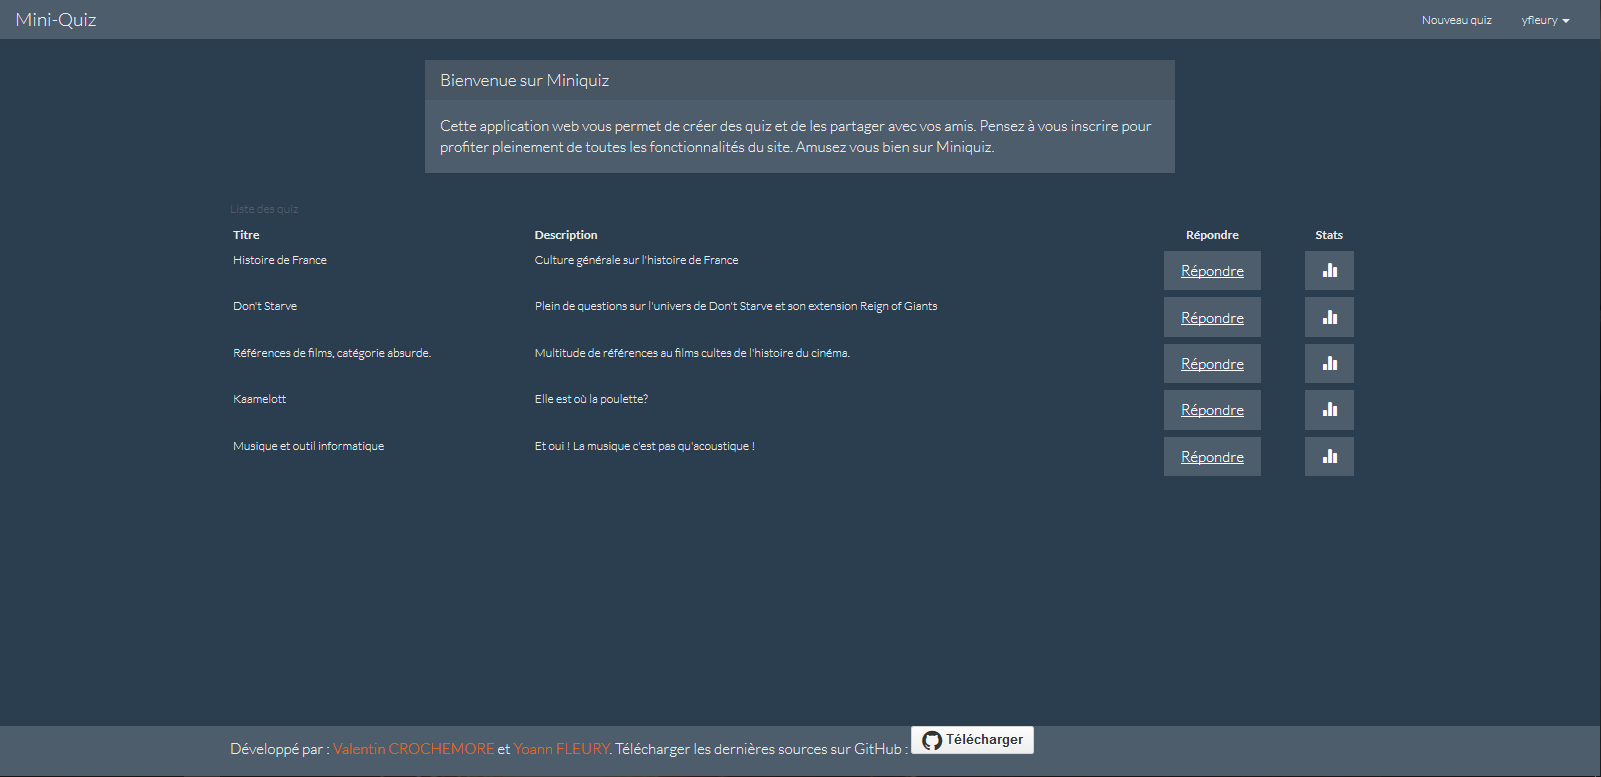 Mini-Quiz Nouveau quiz yfleury
Bienvenue sur Miniquiz
Cette application web vous permet de créer des quiz et de les partager avec vos amis. Pensez à vous inscrire pour
profiter pleinement de toutes les fonctionnalités du site. Amusez vous bien sur Miniquiz.
Liste des quiz
Titre Description Répondre Stats
Histoire de France Culture générale sur l'histoire de France Répondre
Don't Starve Plein de questions sur l'univers de Don't Starve et son extension Reign of Giants Répondre
Références de films, catégorie absurde. Multitude de références au films cultes de l'histoire du cinéma. Répondre
Kaamelott Elle est où la poulette? Répondre
Musique et outil informatique Et oui ! La musique c'est pas qu'acoustique ! Répondre
Développé par : Valentin CROCHEMORE et Yoann FLEURY. Télécharger les dernières sources sur GitHub : Télécharger